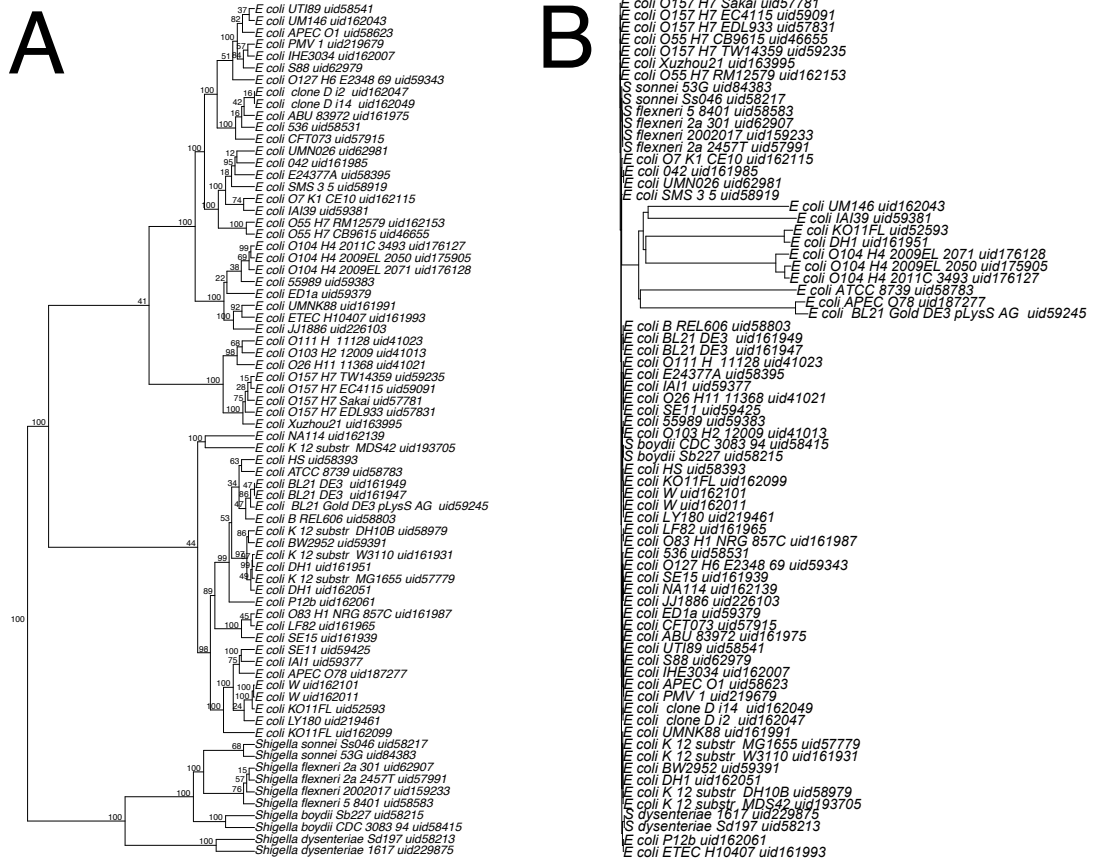 A
E coli UTI89 uid58541
E coli UM146 uid162043
E coli APEC O1 uid58623
E coli PMV 1 uid219679
E coli IHE3034 uid162007
E coli S88 uid62979
E coli O127 H6 E2348 69 uid59343
E coli  clone D i2  uid162047
E coli  clone D i14  uid162049
E coli ABU 83972 uid161975
E coli 536 uid58531
E coli CFT073 uid57915
E coli UMN026 uid62981
E coli 042 uid161985
E coli E24377A uid58395
E coli SMS 3 5 uid58919
E coli O7 K1 CE10 uid162115
E coli IAI39 uid59381
E coli O55 H7 RM12579 uid162153
E coli O55 H7 CB9615 uid46655
E coli O104 H4 2011C 3493 uid176127
E coli O104 H4 2009EL 2050 uid175905
E coli O104 H4 2009EL 2071 uid176128
E coli 55989 uid59383
E coli ED1a uid59379
E coli UMNK88 uid161991
E coli ETEC H10407 uid161993
E coli JJ1886 uid226103
E coli O111 H  11128 uid41023
E coli O103 H2 12009 uid41013
E coli O26 H11 11368 uid41021
E coli O157 H7 TW14359 uid59235
E coli O157 H7 EC4115 uid59091
E coli O157 H7 Sakai uid57781
E coli O157 H7 EDL933 uid57831
E coli Xuzhou21 uid163995
E coli NA114 uid162139
E coli K 12 substr  MDS42 uid193705
E coli HS uid58393
E coli ATCC 8739 uid58783
E coli BL21 DE3  uid161949
E coli BL21 DE3  uid161947
E coli  BL21 Gold DE3 pLysS AG  uid59245
E coli B REL606 uid58803
E coli K 12 substr  DH10B uid58979
E coli BW2952 uid59391
E coli K 12 substr  W3110 uid161931
E coli DH1 uid161951
E coli K 12 substr  MG1655 uid57779
E coli DH1 uid162051
E coli P12b uid162061
E coli O83 H1 NRG 857C uid161987
E coli LF82 uid161965
E coli SE15 uid161939
E coli SE11 uid59425
E coli IAI1 uid59377
E coli APEC O78 uid187277
E coli W uid162101
E coli W uid162011
E coli KO11FL uid52593
E coli LY180 uid219461
E coli KO11FL uid162099
Shigella sonnei Ss046 uid58217
Shigella sonnei 53G uid84383
Shigella flexneri 2a 301 uid62907
Shigella flexneri 2a 2457T uid57991
Shigella flexneri 2002017 uid159233
Shigella flexneri 5 8401 uid58583
Shigella boydii Sb227 uid58215
Shigella boydii CDC 3083 94 uid58415
Shigella dysenteriae Sd197 uid58213
Shigella dysenteriae 1617 uid229875
B
E coli O157 H7 Sakai uid57781
E coli O157 H7 EC4115 uid59091
E coli O157 H7 EDL933 uid57831
E coli O55 H7 CB9615 uid46655
E coli O157 H7 TW14359 uid59235
E coli Xuzhou21 uid163995
E coli O55 H7 RM12579 uid162153
S sonnei 53G uid84383
S sonnei Ss046 uid58217
S flexneri 5 8401 uid58583
S flexneri 2a 301 uid62907
S flexneri 2002017 uid159233
S flexneri 2a 2457T uid57991
E coli O7 K1 CE10 uid162115
E coli 042 uid161985
E coli UMN026 uid62981
E coli SMS 3 5 uid58919
E coli UM146 uid162043
E coli IAI39 uid59381
E coli KO11FL uid52593
E coli DH1 uid161951
E coli O104 H4 2009EL 2071 uid176128
E coli O104 H4 2009EL 2050 uid175905
E coli O104 H4 2011C 3493 uid176127
E coli ATCC 8739 uid58783
E coli APEC O78 uid187277
E coli  BL21 Gold DE3 pLysS AG  uid59245
E coli B REL606 uid58803
E coli BL21 DE3  uid161949
E coli BL21 DE3  uid161947
E coli O111 H  11128 uid41023
E coli E24377A uid58395
E coli IAI1 uid59377
E coli O26 H11 11368 uid41021
E coli SE11 uid59425
E coli 55989 uid59383
E coli O103 H2 12009 uid41013
S boydii CDC 3083 94 uid58415
S boydii Sb227 uid58215
E coli HS uid58393
E coli KO11FL uid162099
E coli W uid162101
E coli W uid162011
E coli LY180 uid219461
E coli LF82 uid161965
E coli O83 H1 NRG 857C uid161987
E coli 536 uid58531
E coli O127 H6 E2348 69 uid59343
E coli SE15 uid161939
E coli NA114 uid162139
E coli JJ1886 uid226103
E coli ED1a uid59379
E coli CFT073 uid57915
E coli ABU 83972 uid161975
E coli UTI89 uid58541
E coli S88 uid62979
E coli IHE3034 uid162007
E coli APEC O1 uid58623
E coli PMV 1 uid219679
E coli  clone D i14  uid162049
E coli  clone D i2  uid162047
E coli UMNK88 uid161991
E coli K 12 substr  MG1655 uid57779
E coli K 12 substr  W3110 uid161931
E coli BW2952 uid59391
E coli DH1 uid162051
E coli K 12 substr  DH10B uid58979
E coli K 12 substr  MDS42 uid193705
S dysenteriae 1617 uid229875
S dysenteriae Sd197 uid58213
E coli P12b uid162061
E coli ETEC H10407 uid161993